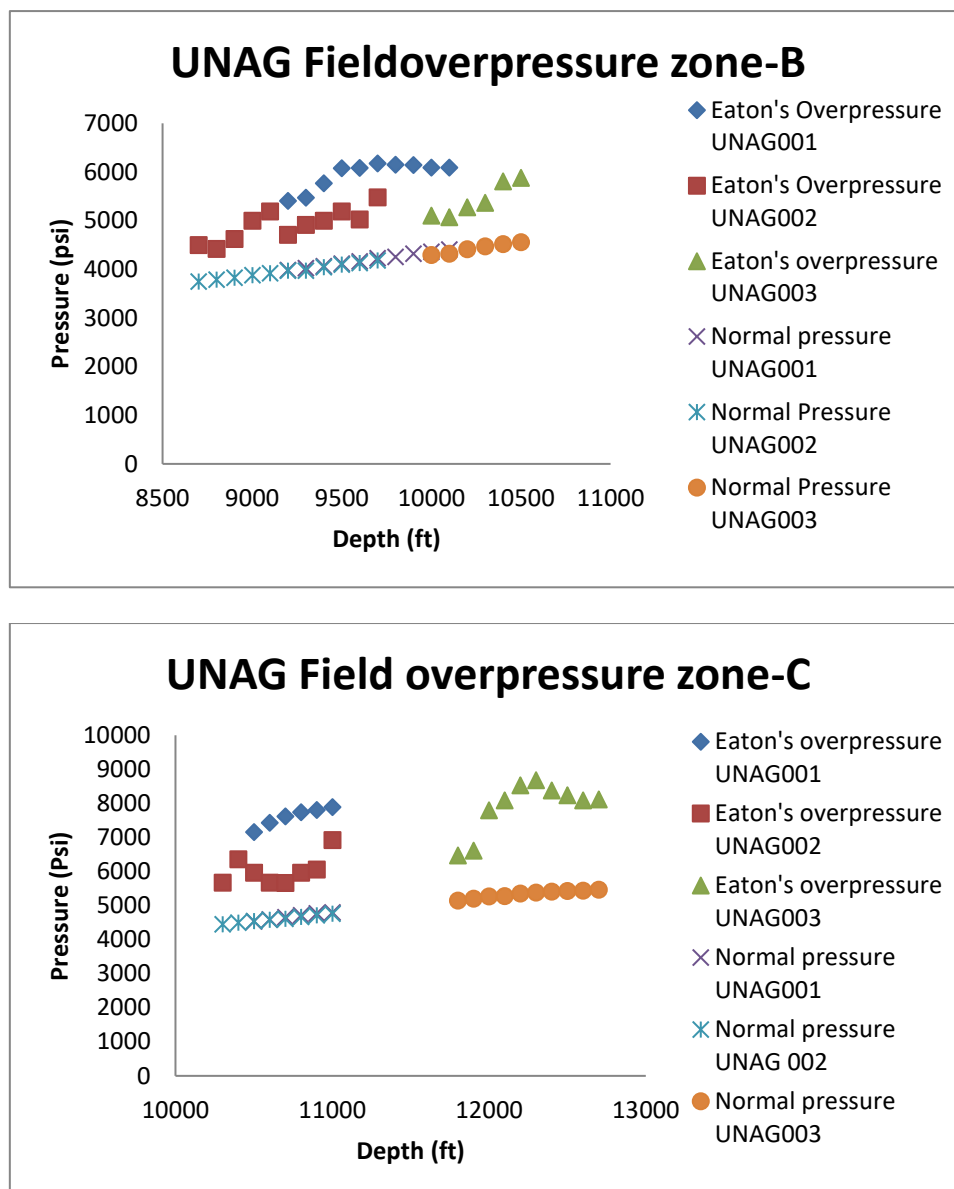 UNAG Fieldoverpressure zone-B
7000
6000
5000
4000
3000
2000
1000
0
Pressure (psi)
8500 9000 9500 10000 10500 11000
Depth (ft)
Eaton's Overpressure
UNAG001
Eaton's Overpressure
UNAG002
Eaton's overpressure
UNAG003
Normal pressure
UNAG001
Normal Pressure
UNAG002
Normal Pressure
UNAG003
UNAG Field overpressure zone-C
10000
9000
8000
7000
6000
5000
4000
3000
2000
1000
0
Pressure (Psi)
10000 11000 12000 13000
Depth (ft)
Eaton's overpressure
UNAG001
Eaton's overpressure
UNAG002
Eaton's overpressure
UNAG003
Normal pressure
UNAG001
Normal pressure
UNAG 002
Normal pressure
UNAG003